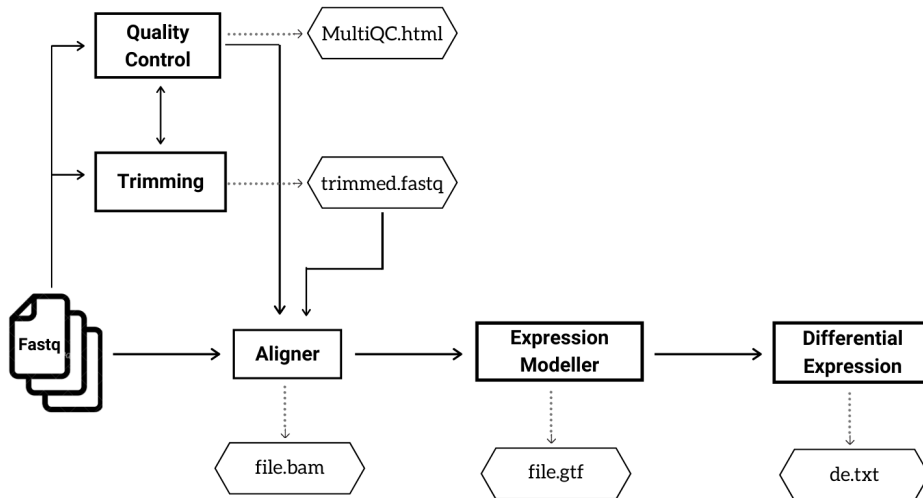 Quality
Control
MultiQC.html
Trimming
trimmed.fastq
Fastq
Aligner
Expression
Modeller
Differential
Expression
file.bam
file.gtf
de.txt